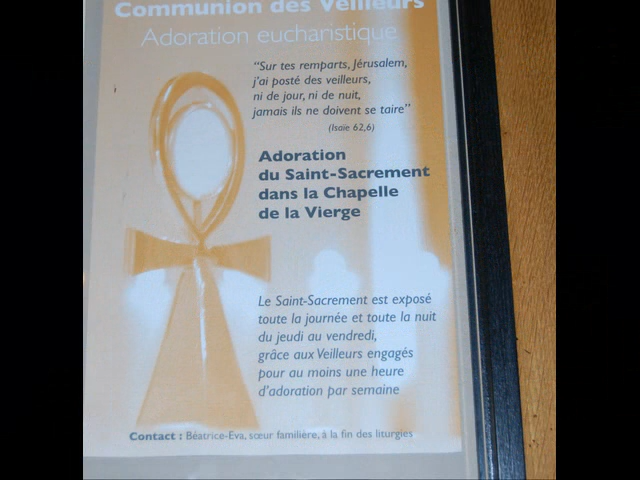 Communion des Veilleurs
Adoration eucharistique
“Sur tes remparts, Jérusalem,
j'ai posté des veilleurs,
ni de jour, ni de nuit,
jamais ils ne doivent se taire”
(Isaïe 62,6)
Adoration
du Saint-Sacrement
dans la Chapelle
de la Vierge
Le Saint-Sacrement est exposé
toute la journée et toute la nuit
du jeudi au vendredi,
grâce aux Veilleurs engagés
pour au moins une heure
d'adoration par semaine
Contact : Béatrice-Eva, sœur familière, à la fin des liturgies